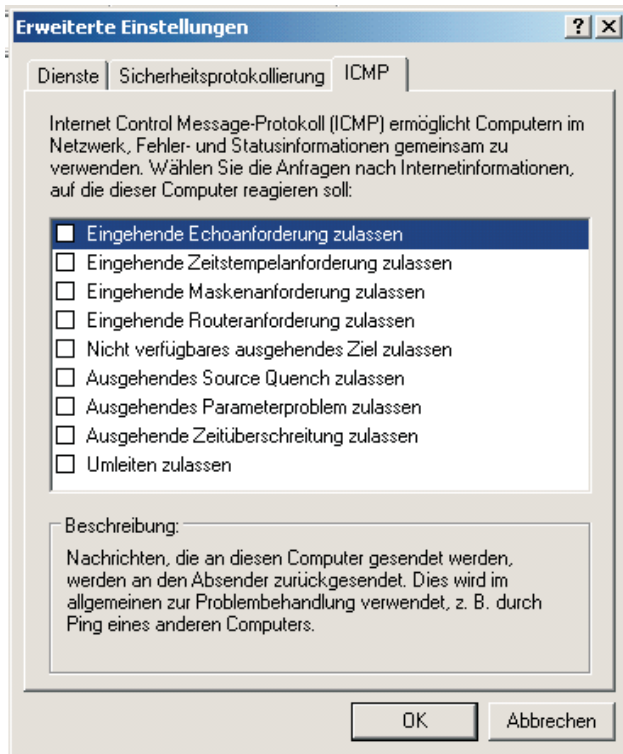 Erweiterte Einstellungen
Dienste Sicherheitsprotokollierung ICMP
Internet Control Message-Protokoll (ICMP) ermöglicht Computern im
Netzwerk, Fehler- und Statusinformationen gemeinsam zu
verwenden. Wählen Sie die Anfragen nach Internetinformationen,
auf die dieser Computer reagieren soll:
Eingehende Echoanforderung zulassen
Eingehende Zeitstempelanforderung zulassen
Eingehende Maskenanforderung zulassen
Eingehende Routeranforderung zulassen
Nicht verfügbares ausgehendes Ziel zulassen
Ausgehendes Source Quench zulassen
Ausgehendes Parameterproblem zulassen
Ausgehende Zeitüberschreitung zulassen
Umleiten zulassen
Beschreibung:
Nachrichten, die an diesen Computer gesendet werden,
werden an den Absender zurückgesendet. Dies wird im
allgemeinen zur Problembehandlung verwendet, z. B. durch
Ping eines anderen Computers.
OK Abbrechen